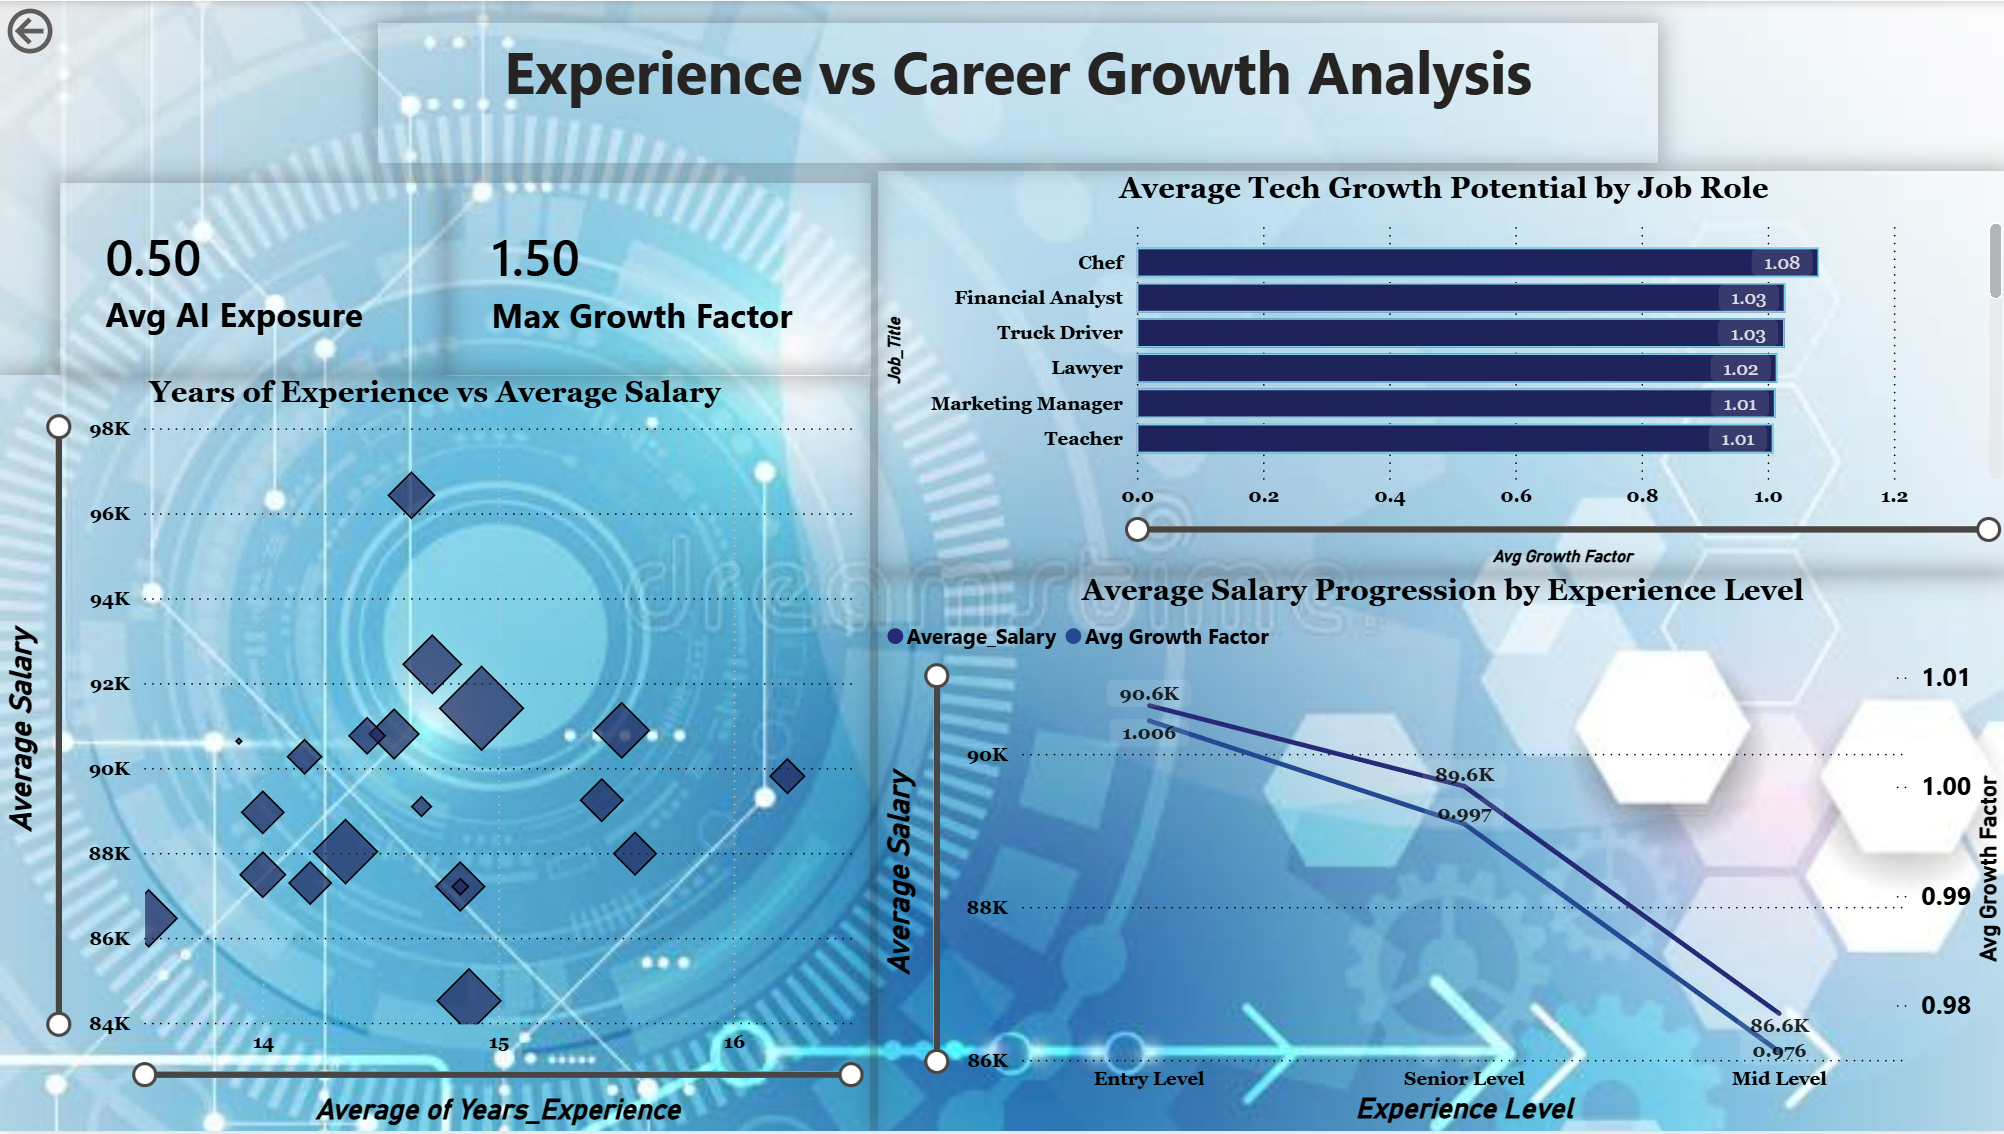 Experience vs Career Growth Analysis
0.50
Avg AI Exposure
1.50
Max Growth Factor
Years of Experience vs Average Salary
Average Salary
98K
96K
94K
92K
90K
88K
86K
84K
14
15
16
Average of Years_Experience
Average Tech Growth Potential by Job Role
Job_Title
Chef
1.08
Financial Analyst
1.03
Truck Driver
1.03
Lawyer
1.02
Marketing Manager
1.01
Teacher
1.01
0.0
0.2
0.4
0.6
0.8
1.0
1.2
Avg Growth Factor
Average Salary Progression by Experience Level
Average_Salary
Avg Growth Factor
Average Salary
90K
88K
86K
90.6K
1.006
89.6K
0.997
86.6K
0.976
1.01
1.00
0.99
0.98
Avg Growth Factor
Entry Level
Senior Level
Mid Level
Experience Level
dreamstime